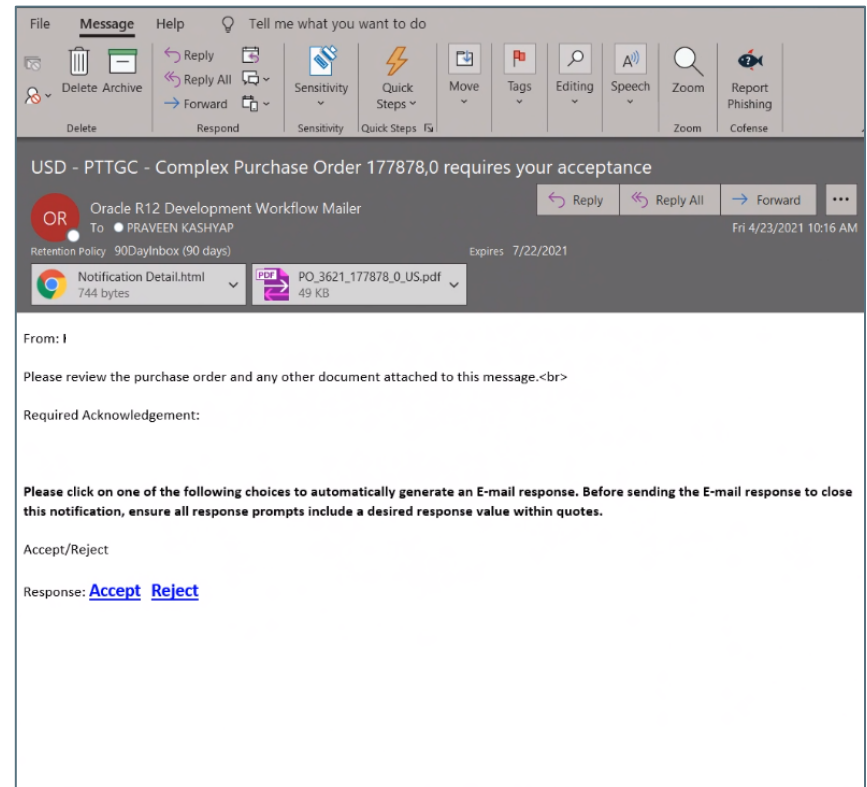 File Message Help Tell me what you want to do
Delete Archive
Reply
Reply All
Forward
Sensitivity
Quick Steps
Move
Tags
Editing
Speech
Zoom
Report Phishing
Delete Respond Sensitivity Quick Steps Zoom Cofense
USD - PTTGC - Complex Purchase Order 177878,0 requires your acceptance
OR
Oracle R12 Development Workflow Mailer
Reply Reply All Forward ...
To PRAVEEN KASHYAP
Fri 4/23/2021 10:16 AM
Retention Policy 90DayInbox (90 days) Expires 7/22/2021
Notification Detail.html
744 bytes
PDF
PO_3621_177878_0_US.pdf
49 KB
From:
Please review the purchase order and any other document attached to this message.<br>
Required Acknowledgement:
Please click on one of the following choices to automatically generate an E-mail response. Before sending the E-mail response to close
this notification, ensure all response prompts include a desired response value within quotes.
Accept/Reject
Response: Accept Reject